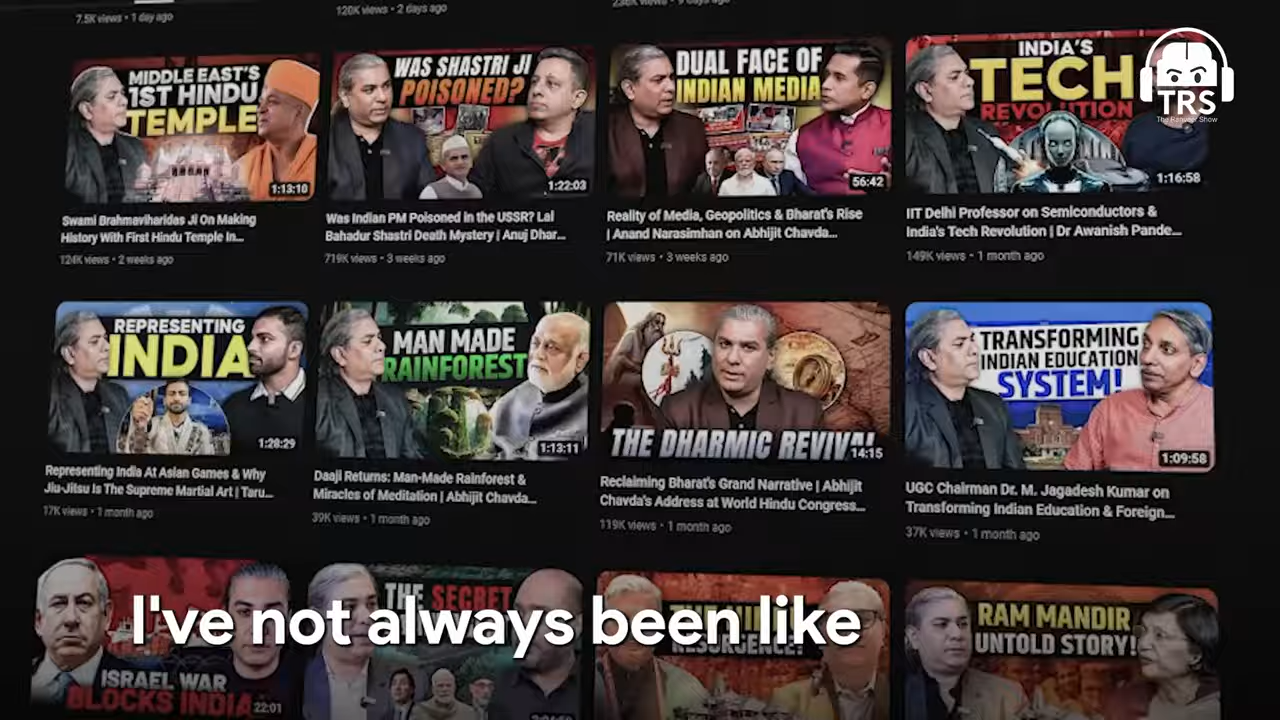 7.5K views • 1 day ago
120K views • 2 days ago
TRS
The Ranveer Show
MIDDLE EAST'S
1ST HINDU
TEMPLE
1:13:10
Swami Brahmaviharidas Ji On Making
History With First Hindu Temple In...
124K views • 2 weeks ago
WAS SHASTRI JI
POISONED?
1:22:03
Was Indian PM Poisoned in the USSR? Lal
Bahadur Shastri Death Mystery | Anuj Dhar...
719K views • 3 weeks ago
DUAL FACE OF
INDIAN MEDIA
56:42
Reality of Media, Geopolitics & Bharat's Rise
| Anand Narasimhan on Abhijit Chavda...
71K views • 3 weeks ago
INDIA'S
TECH
REVOLUTION
1:16:58
IIT Delhi Professor on Semiconductors &
India's Tech Revolution | Dr Awanish Pande...
149K views • 1 month ago
REPRESENTING
INDIA
1:28:29
Representing India At Asian Games & Why
Jiu-Jitsu Is The Supreme Martial Art | Taru...
17K views • 1 month ago
MAN MADE
RAINFOREST
1:13:11
Daaji Returns: Man-Made Rainforest &
Miracles of Meditation | Abhijit Chavda...
39K views • 1 month ago
THE DHARMIC REVIVAL
14:15
Reclaiming Bharat's Grand Narrative | Abhijit
Chavda's Address at World Hindu Congress...
119K views • 1 month ago
TRANSFORMING
INDIAN EDUCATION
SYSTEM!
1:09:58
UGC Chairman Dr. M. Jagadesh Kumar on
Transforming Indian Education & Foreign...
37K views • 1 month ago
I've not always been like
ISRAEL WAR
BLOCKS INDIA
22:01
THE SECRET
RESURGENCE?
RAM MANDIR
UNTOLD STORY!